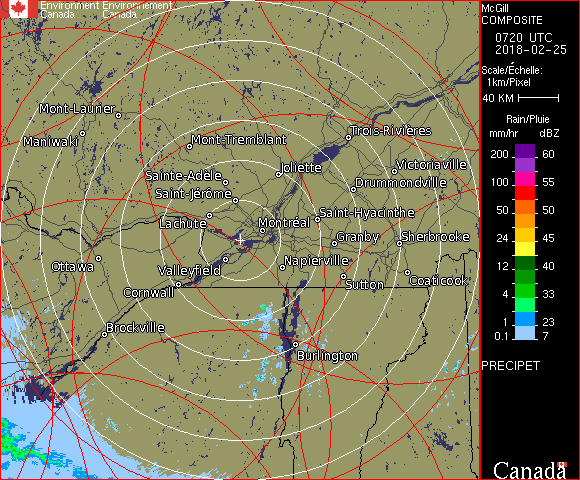 Environment Environnement
Canada Canada
Mont-Laurier
Trois-Rivières
Maniwaki
Mont-Tremblant
Victoriaville
Joliette
Sainte-Adèle
Drummondville
Saint-Jérôme
Saint-Hyacinthe
Lachute
Montréal
Granby
Sherbrooke
Napierville
Ottawa
Valleyfield
Coaticook
Sutton
Cornwall
Brockville
Burlington
McGill
COMPOSITE
0720 UTC
2018-02-25
Scale/Échelle:
1km/Pixel
40 KM
Rain/Pluie
mm/hr dBZ
200 60
155
100 55
50 50
24 45
12 40
4 33
1 23
0.1 7
PRECIPET
Canada